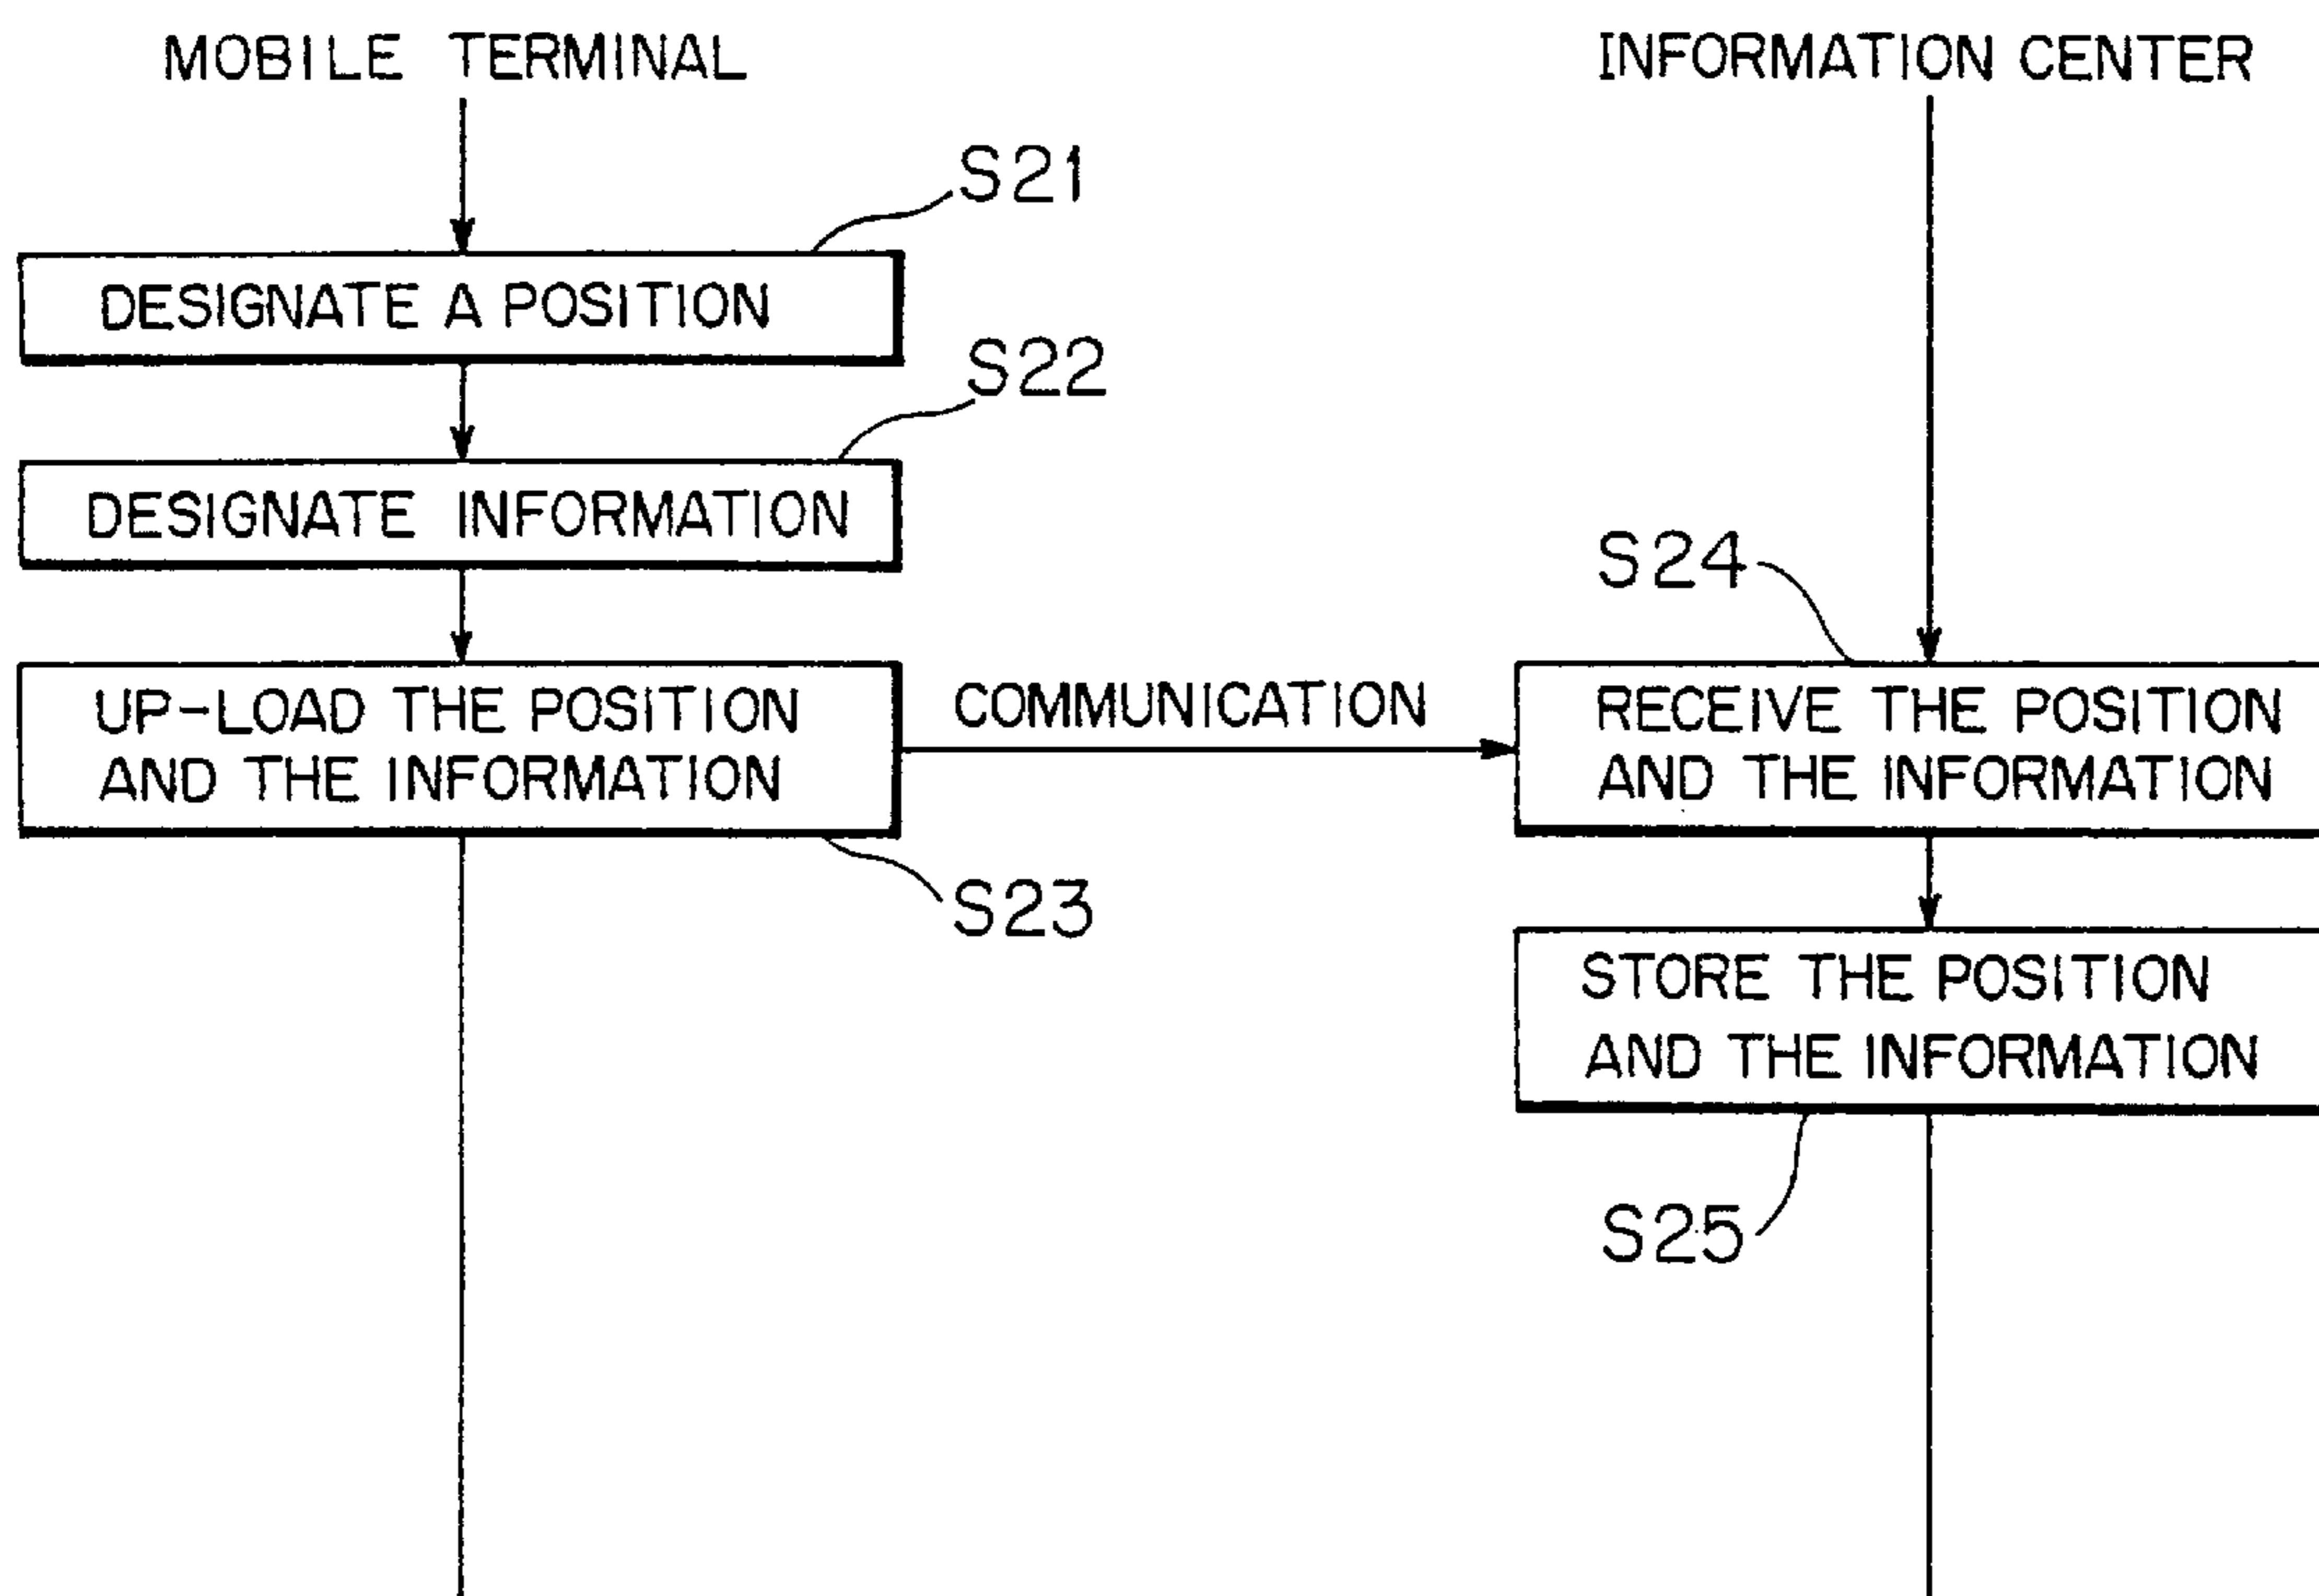 MOBILE TERMINAL
INFORMATION CENTER
S21
DESIGNATE A POSITION
S22
DESIGNATE INFORMATION
S24
UP-LOAD THE POSITION
AND THE INFORMATION
COMMUNICATION
RECEIVE THE POSITION
AND THE INFORMATION
S23
STORE THE POSITION
AND THE INFORMATION
S25